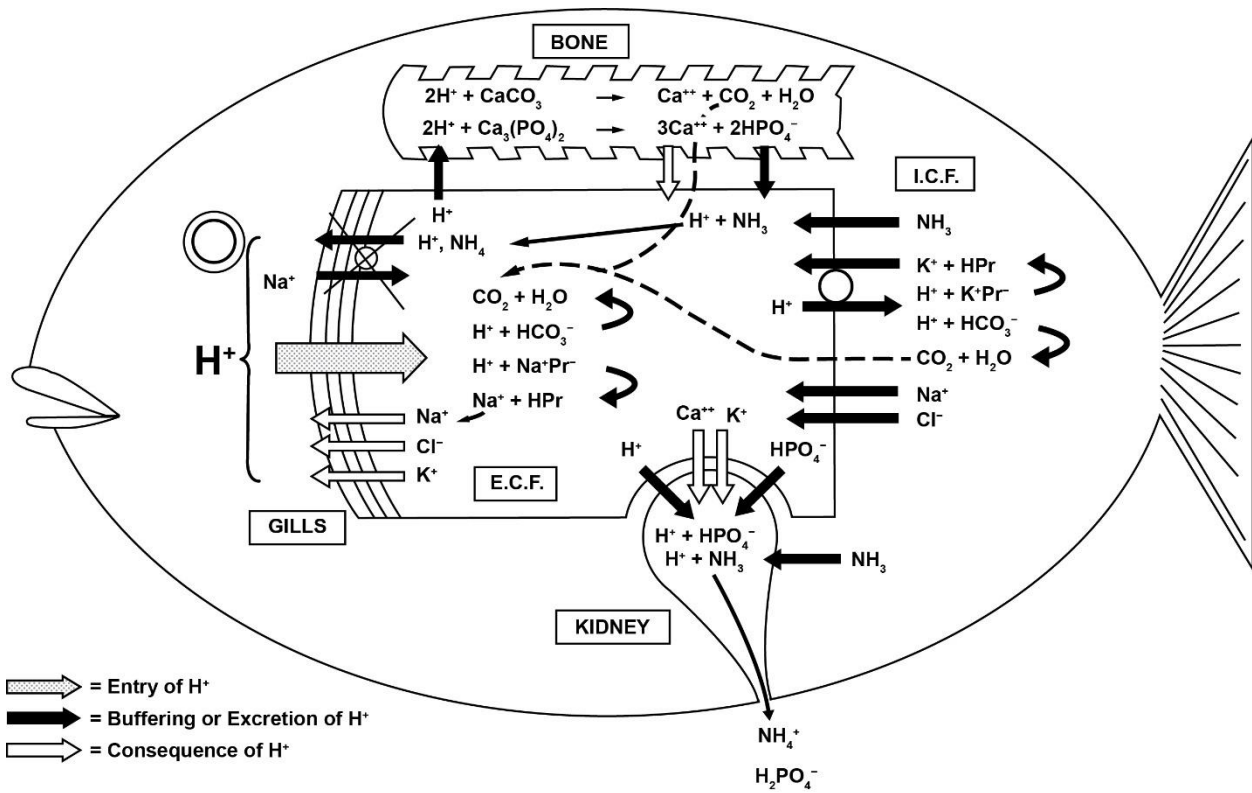 BONE
2H⁺ + CaCO₃ → Ca⁺⁺ + CO₂ + H₂O
2H⁺ + Ca₃(PO₄)₂ → 3Ca⁺⁺ + 2HPO₄⁻
I.C.F.
H⁺
H⁺ + NH₃
NH₃
H⁺, NH₄
Na⁺
K⁺ + HPr
H⁺
H⁺ + K⁺Pr⁻
H⁺ + HCO₃⁻
CO₂ + H₂O
CO₂ + H₂O
H⁺ + HCO₃⁻
H⁺ + Na⁺Pr⁻
Na⁺ + HPr
H⁺
Na⁺
Cl⁻
K⁺
Na⁺
Cl⁻
Ca⁺⁺ K⁺
H⁺
HPO₄⁻
E.C.F.
GILLS
H⁺ + HPO₄⁻
H⁺ + NH₃
NH₃
KIDNEY
= Entry of H⁺
= Buffering or Excretion of H⁺
= Consequence of H⁺
NH₄⁺
H₂PO₄⁻